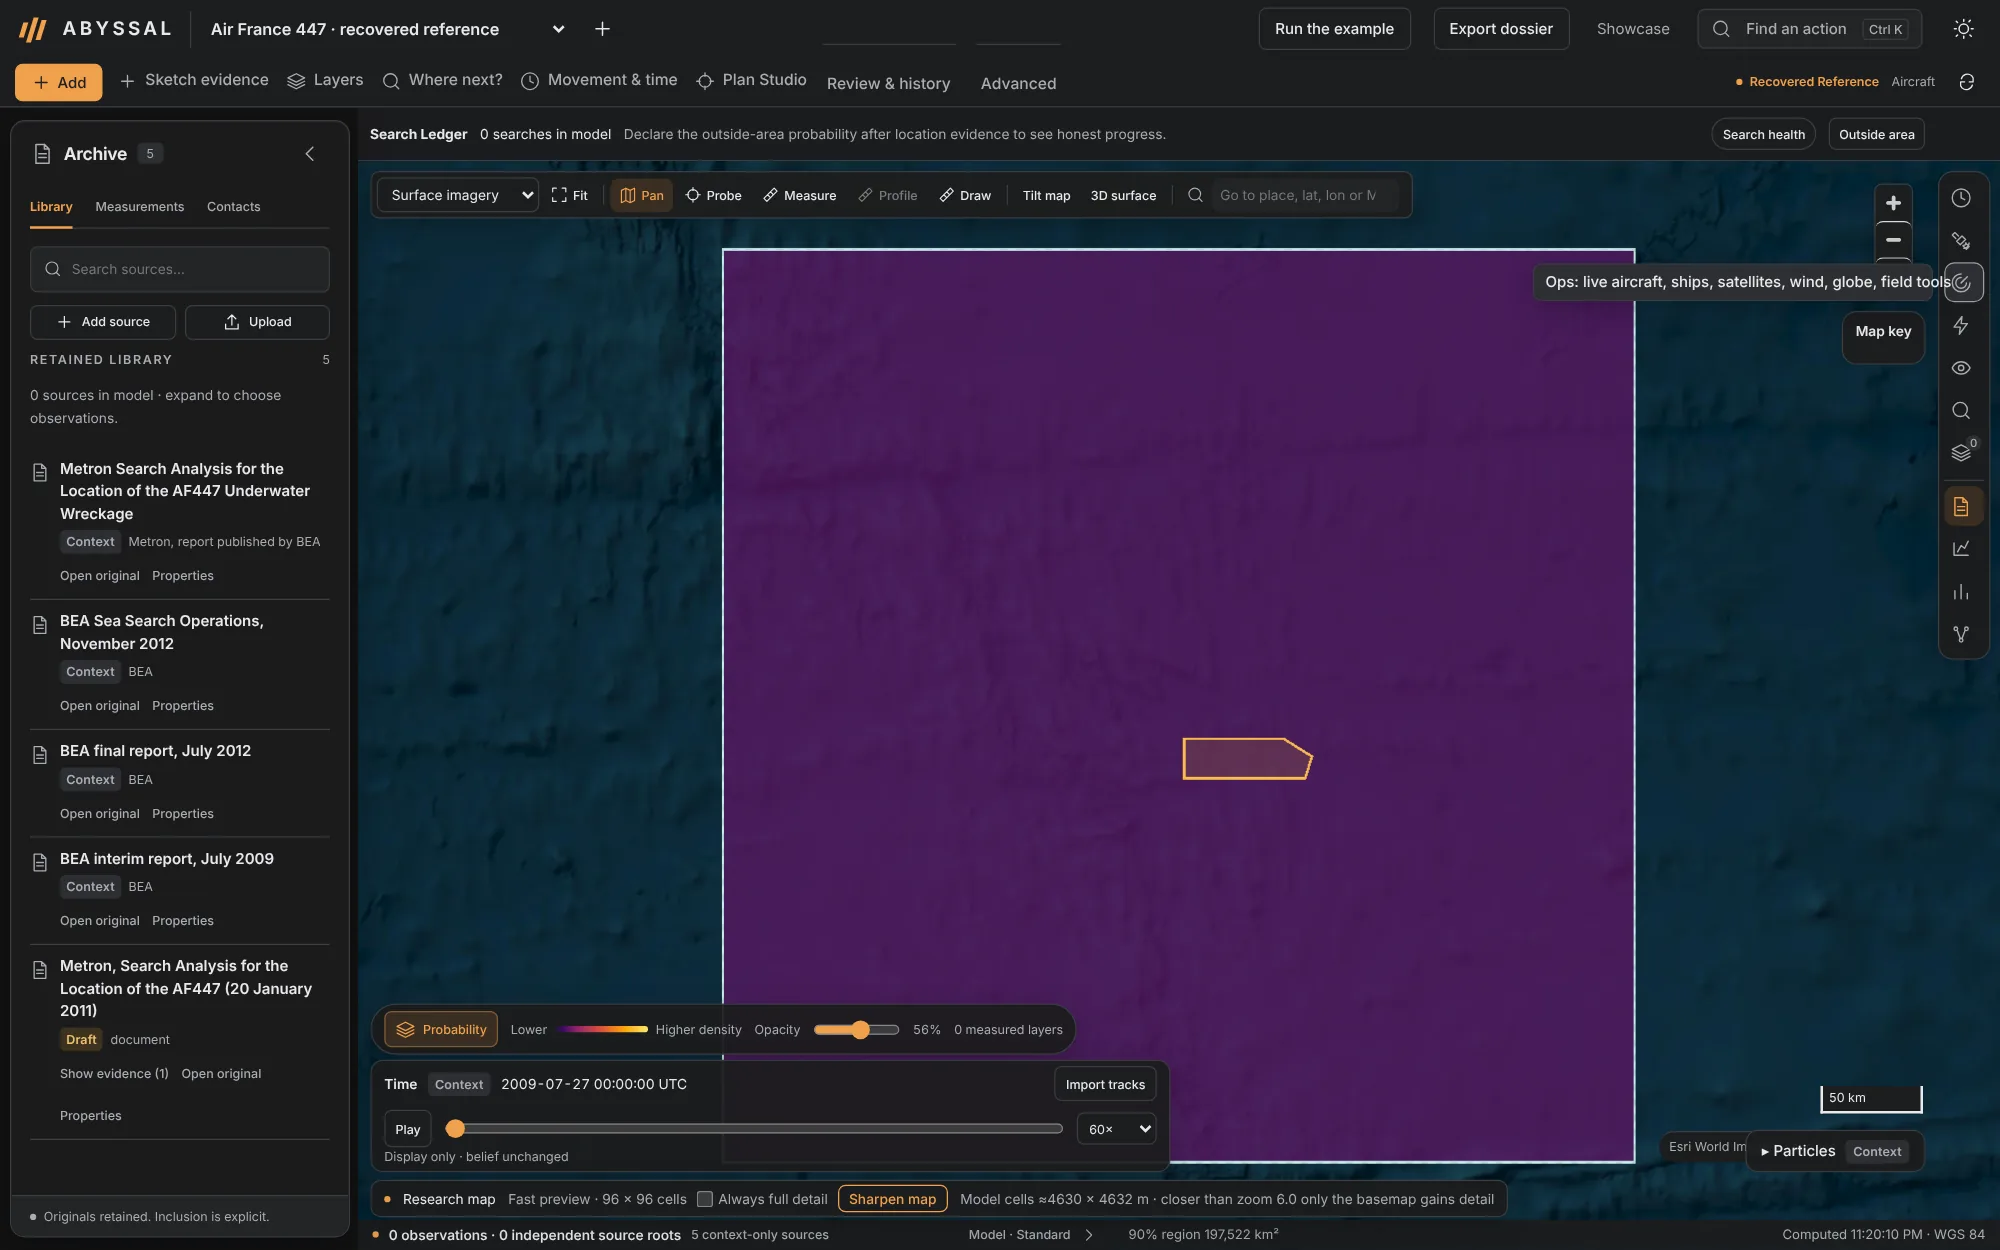 ABYSSAL
Air France 447 · recovered reference
Run the example
Export dossier
Showcase
Find an action
Ctrl K
Add
Sketch evidence
Layers
Where next?
Movement & time
Plan Studio
Review & history
Advanced
Recovered Reference
Aircraft
Archive
5
Library
Measurements
Contacts
Search sources...
Add source
Upload
RETAINED LIBRARY
5
0 sources in model · expand to choose
observations.
Metron Search Analysis for the
Location of the AF447 Underwater
Wreckage
Context
Metron, report published by BEA
Open original
Properties
BEA Sea Search Operations,
November 2012
Context
BEA
Open original
Properties
BEA final report, July 2012
Context
BEA
Open original
Properties
BEA interim report, July 2009
Context
BEA
Open original
Properties
Metron, Search Analysis for the
Location of the AF447 (20 January
2011)
Draft
document
Show evidence (1)
Open original
Properties
Originals retained. Inclusion is explicit.
Search Ledger
0 searches in model
Declare the outside-area probability after location evidence to see honest progress.
Search health
Outside area
Surface imagery
Fit
Pan
Probe
Measure
Profile
Draw
Tilt map
3D surface
Go to place, lat, lon or M
Ops: live aircraft, ships, satellites, wind, globe, field tools
Map key
0
Probability
Lower
Higher density
Opacity
56%
0 measured layers
Time
Context
2009-07-27 00:00:00 UTC
Import tracks
Play
60×
Display only · belief unchanged
50 km
Esri World Im
Particles
Context
Research map
Fast preview · 96 × 96 cells
Always full detail
Sharpen map
Model cells ≈4630 × 4632 m · closer than zoom 6.0 only the basemap gains detail
0 observations · 0 independent source roots
5 context-only sources
Model · Standard
90% region 197,522 km²
Computed 11:20:10 PM · WGS 84